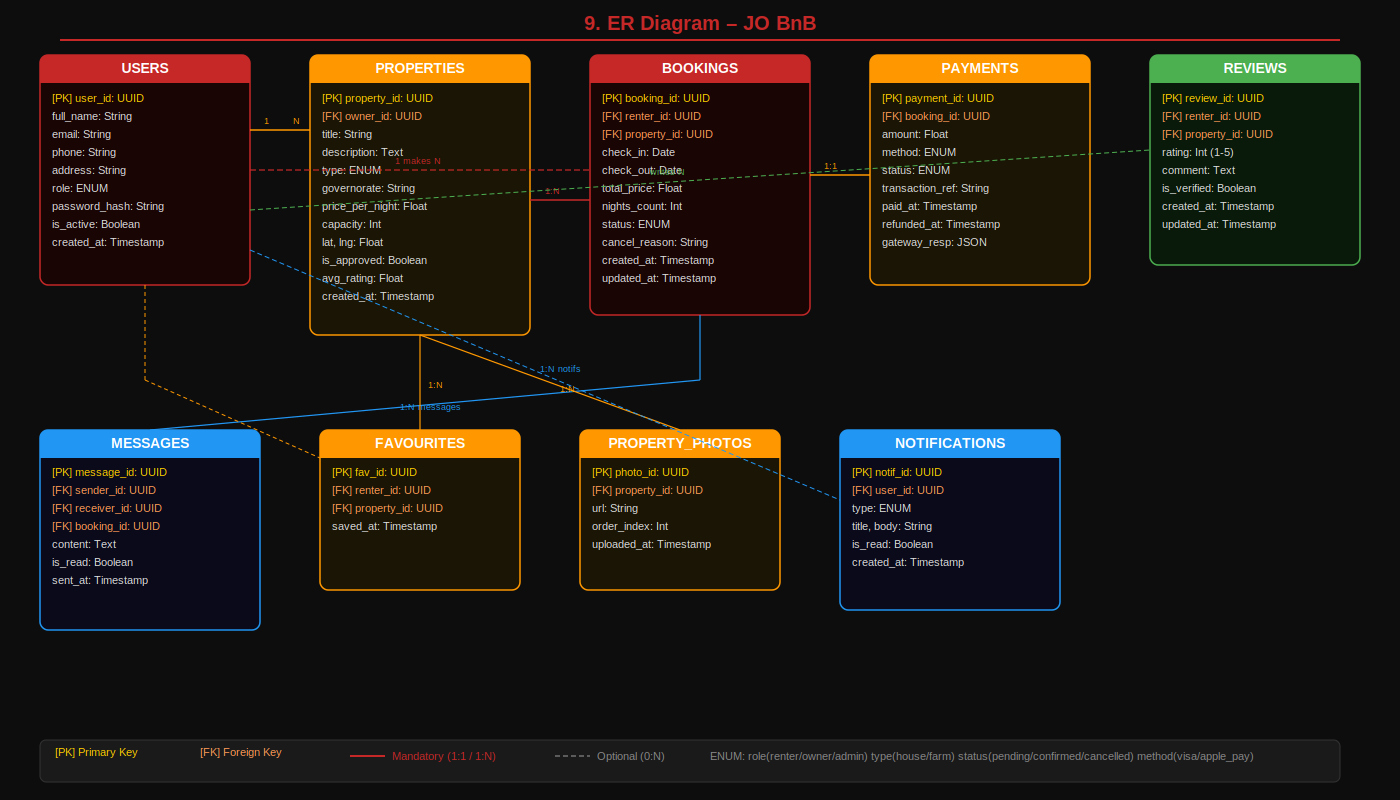 9. ER Diagram – JO BnB
USERS
[PK] user_id: UUID
full_name: String
email: String
phone: String
address: String
role: ENUM
password_hash: String
is_active: Boolean
created_at: Timestamp
1
N
PROPERTIES
[PK] property_id: UUID
[FK] owner_id: UUID
title: String
description: Text
type: ENUM
governorate: String
price_per_night: Float
capacity: Int
lat, lng: Float
is_approved: Boolean
avg_rating: Float
created_at: Timestamp
1 makes N
1:N
BOOKINGS
[PK] booking_id: UUID
[FK] renter_id: UUID
[FK] property_id: UUID
check_in: Date
check_out: Date
total_price: Float
nights_count: Int
status: ENUM
cancel_reason: String
created_at: Timestamp
updated_at: Timestamp
1:1
PAYMENTS
[PK] payment_id: UUID
[FK] booking_id: UUID
amount: Float
method: ENUM
status: ENUM
transaction_ref: String
paid_at: Timestamp
refunded_at: Timestamp
gateway_resp: JSON
REVIEWS
[PK] review_id: UUID
[FK] renter_id: UUID
[FK] property_id: UUID
rating: Int (1-5)
comment: Text
is_verified: Boolean
created_at: Timestamp
updated_at: Timestamp
1:N notifs
1:N
1:N
1:N messages
MESSAGES
[PK] message_id: UUID
[FK] sender_id: UUID
[FK] receiver_id: UUID
[FK] booking_id: UUID
content: Text
is_read: Boolean
sent_at: Timestamp
FAVOURITES
[PK] fav_id: UUID
[FK] renter_id: UUID
[FK] property_id: UUID
saved_at: Timestamp
PROPERTY_PHOTOS
[PK] photo_id: UUID
[FK] property_id: UUID
url: String
order_index: Int
uploaded_at: Timestamp
NOTIFICATIONS
[PK] notif_id: UUID
[FK] user_id: UUID
type: ENUM
title, body: String
is_read: Boolean
created_at: Timestamp
[PK] Primary Key
[FK] Foreign Key
Mandatory (1:1 / 1:N)
Optional (0:N)
ENUM: role(renter/owner/admin) type(house/farm) status(pending/confirmed/cancelled) method(visa/apple_pay)